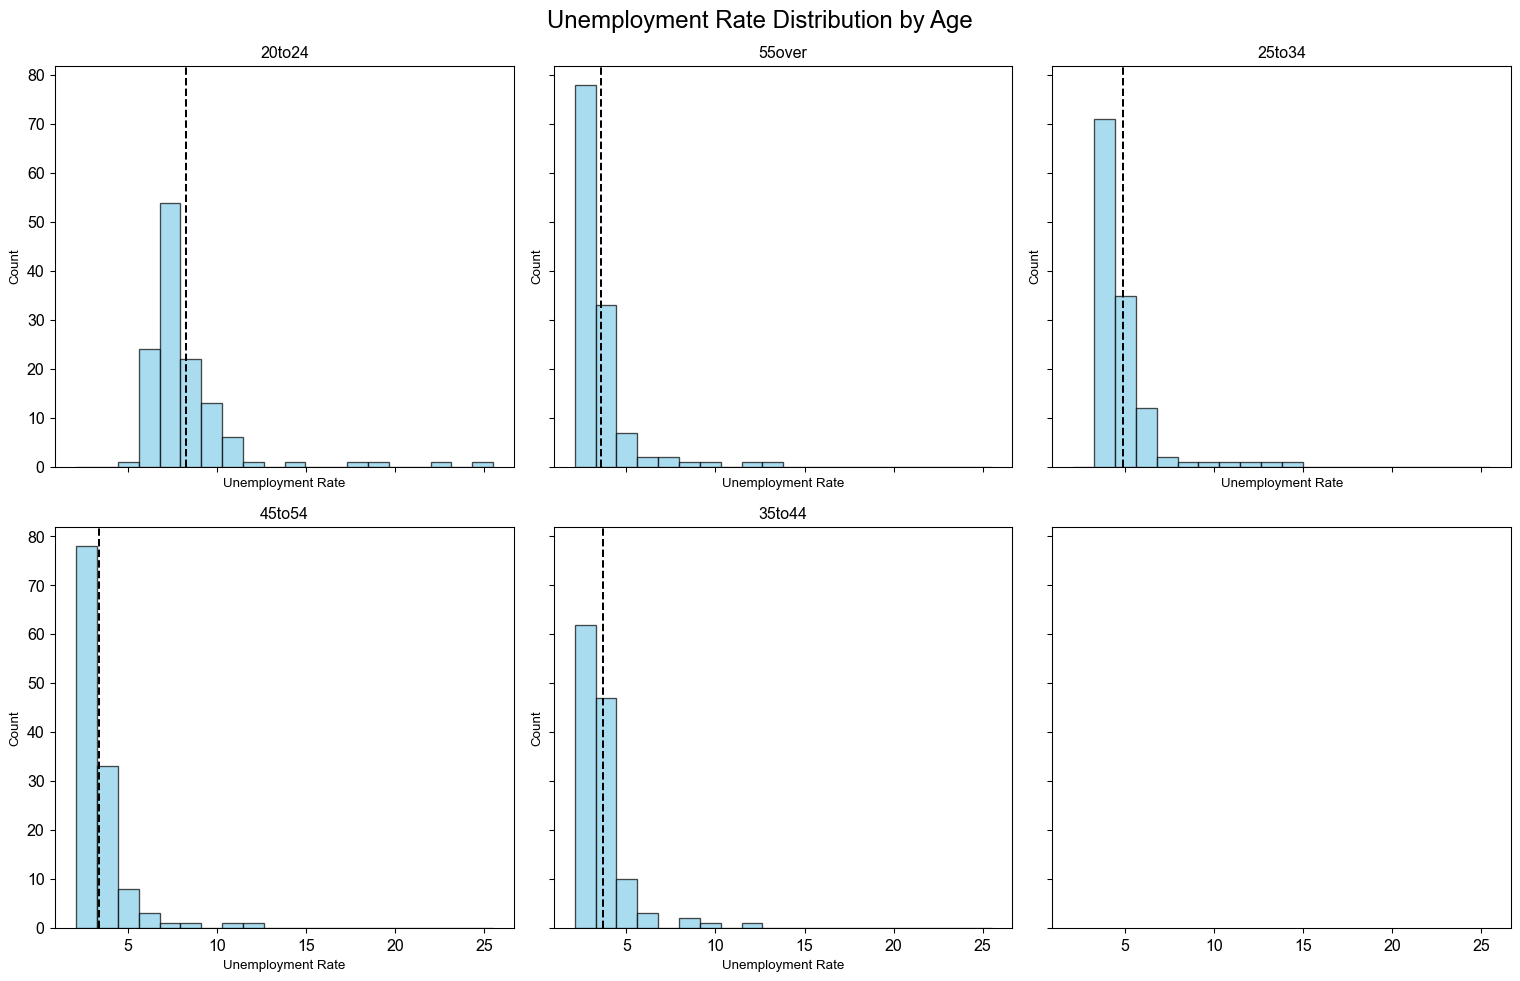 Unemployment Rate Distribution by Age
20to24
80
70
60
50
40
30
20
10
0
Count
Unemployment Rate
55over
Count
Unemployment Rate
25to34
Count
Unemployment Rate
45to54
80
70
60
50
40
30
20
10
0
Count
5 10 15 20 25
Unemployment Rate
35to44
Count
5 10 15 20 25
Unemployment Rate
5 10 15 20 25